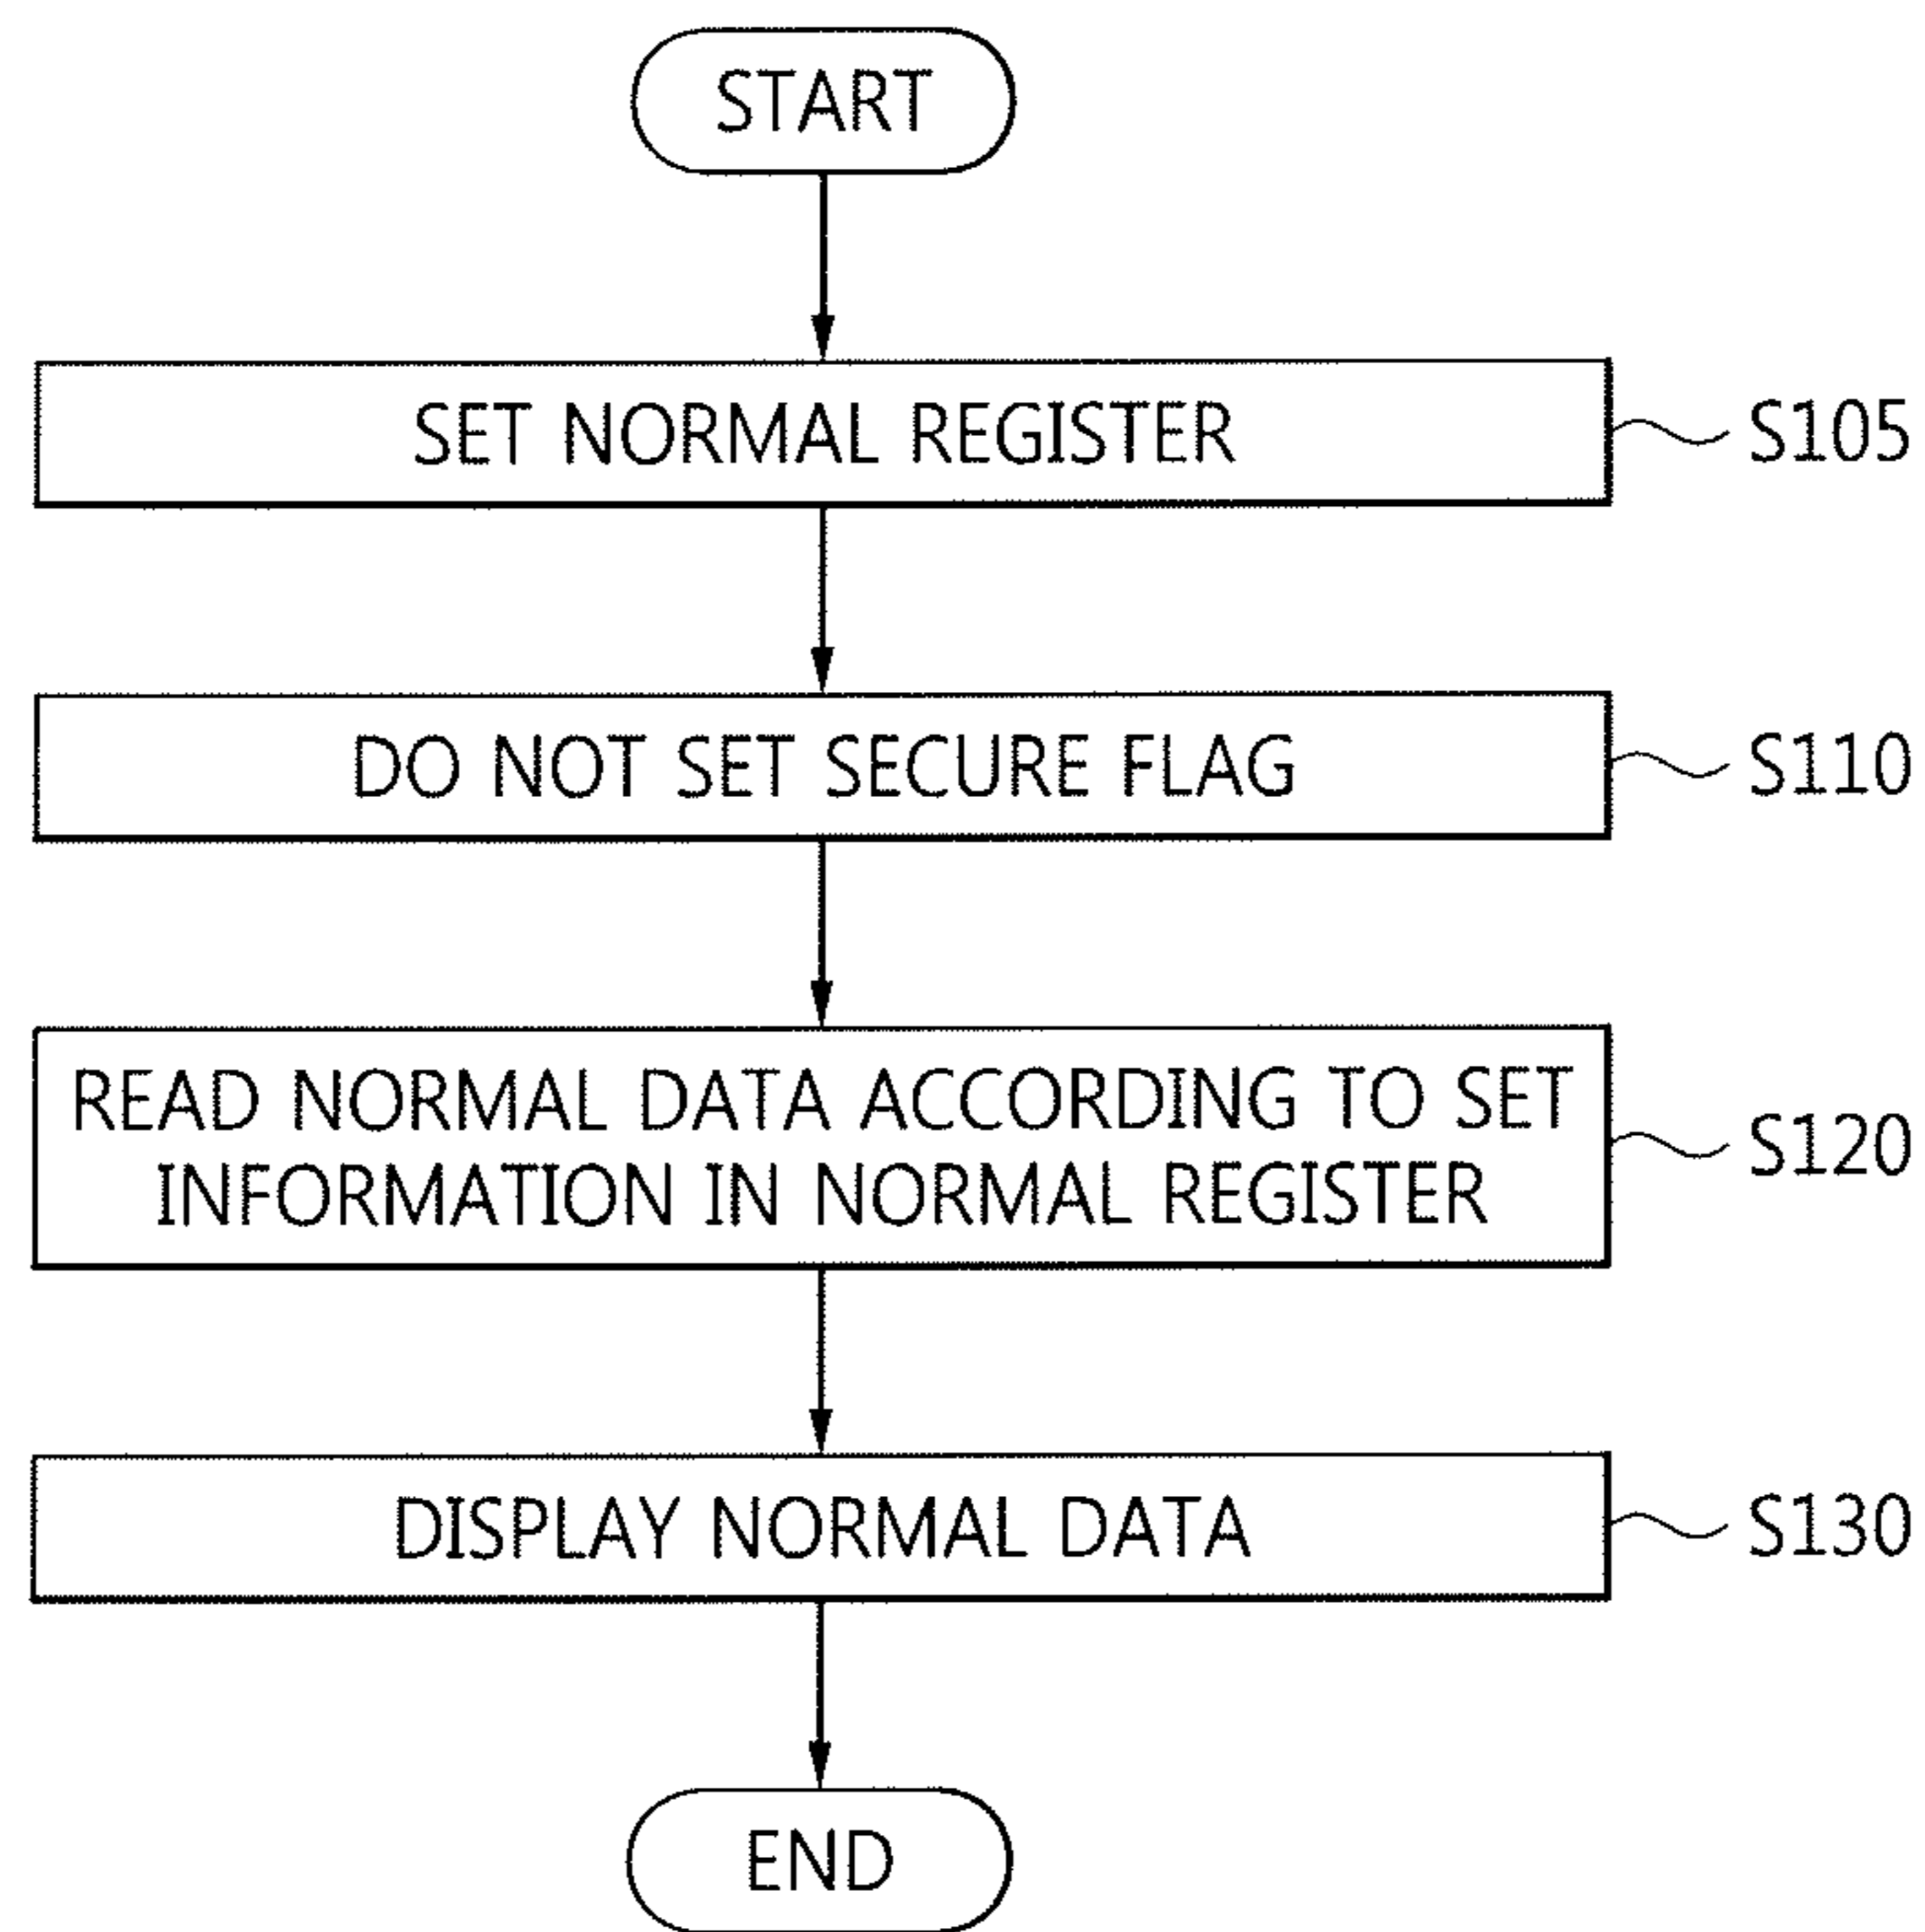 START
SET NORMAL REGISTER
S105
DO NOT SET SECURE FLAG
S110
READ NORMAL DATA ACCORDING TO SET
INFORMATION IN NORMAL REGISTER
S120
DISPLAY NORMAL DATA
S130
END